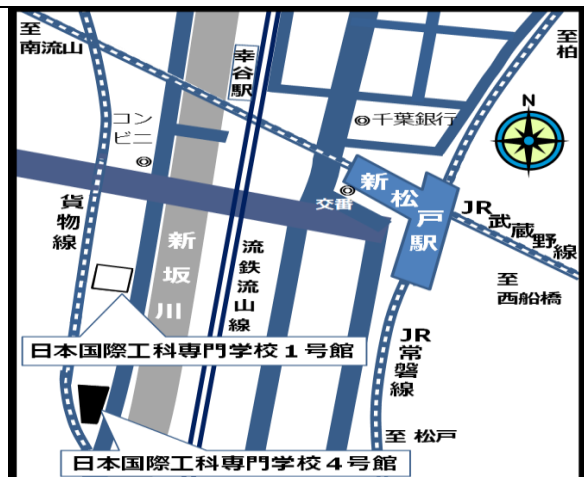 至
南流山
幸谷駅
至
柏
コン
ビニ
千葉銀行
N
新松戸駅
交番
貨物線
新坂川
流鉄流山線
JR武蔵野線
至
西船橋
日本国際工科専門学校1号館
JR常磐線
至 松戸
日本国際工科専門学校4号館